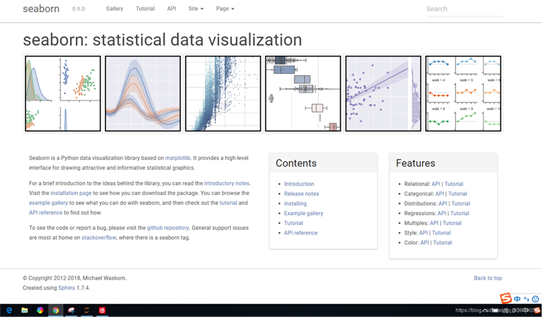 seaborn 0.9.0 Gallery Tutorial API Site Page Search
seaborn: statistical data visualization
Seaborn is a Python data visualization library based on matplotlib. It provides a high-level
interface for drawing attractive and informative statistical graphics.
For a brief introduction to the ideas behind the library, you can read the introductory notes.
Visit the installation page to see how you can download the package. You can browse the
example gallery to see what you can do with seaborn, and then check out the tutorial and
API reference to find out how.
To see the code or report a bug, please visit the github repository. General support issues
are most at home on stackoverflow, where there is a seaborn tag.
Contents
Introduction
Release notes
Installing
Example gallery
Tutorial
API reference
Features
Relational: API | Tutorial
Categorical: API | Tutorial
Distributions: API | Tutorial
Regressions: API | Tutorial
Multiples: API | Tutorial
Style: API | Tutorial
Color: API | Tutorial
© Copyright 2012-2018, Michael Waskom.
Created using Sphinx 1.7.4.
Back to top
中